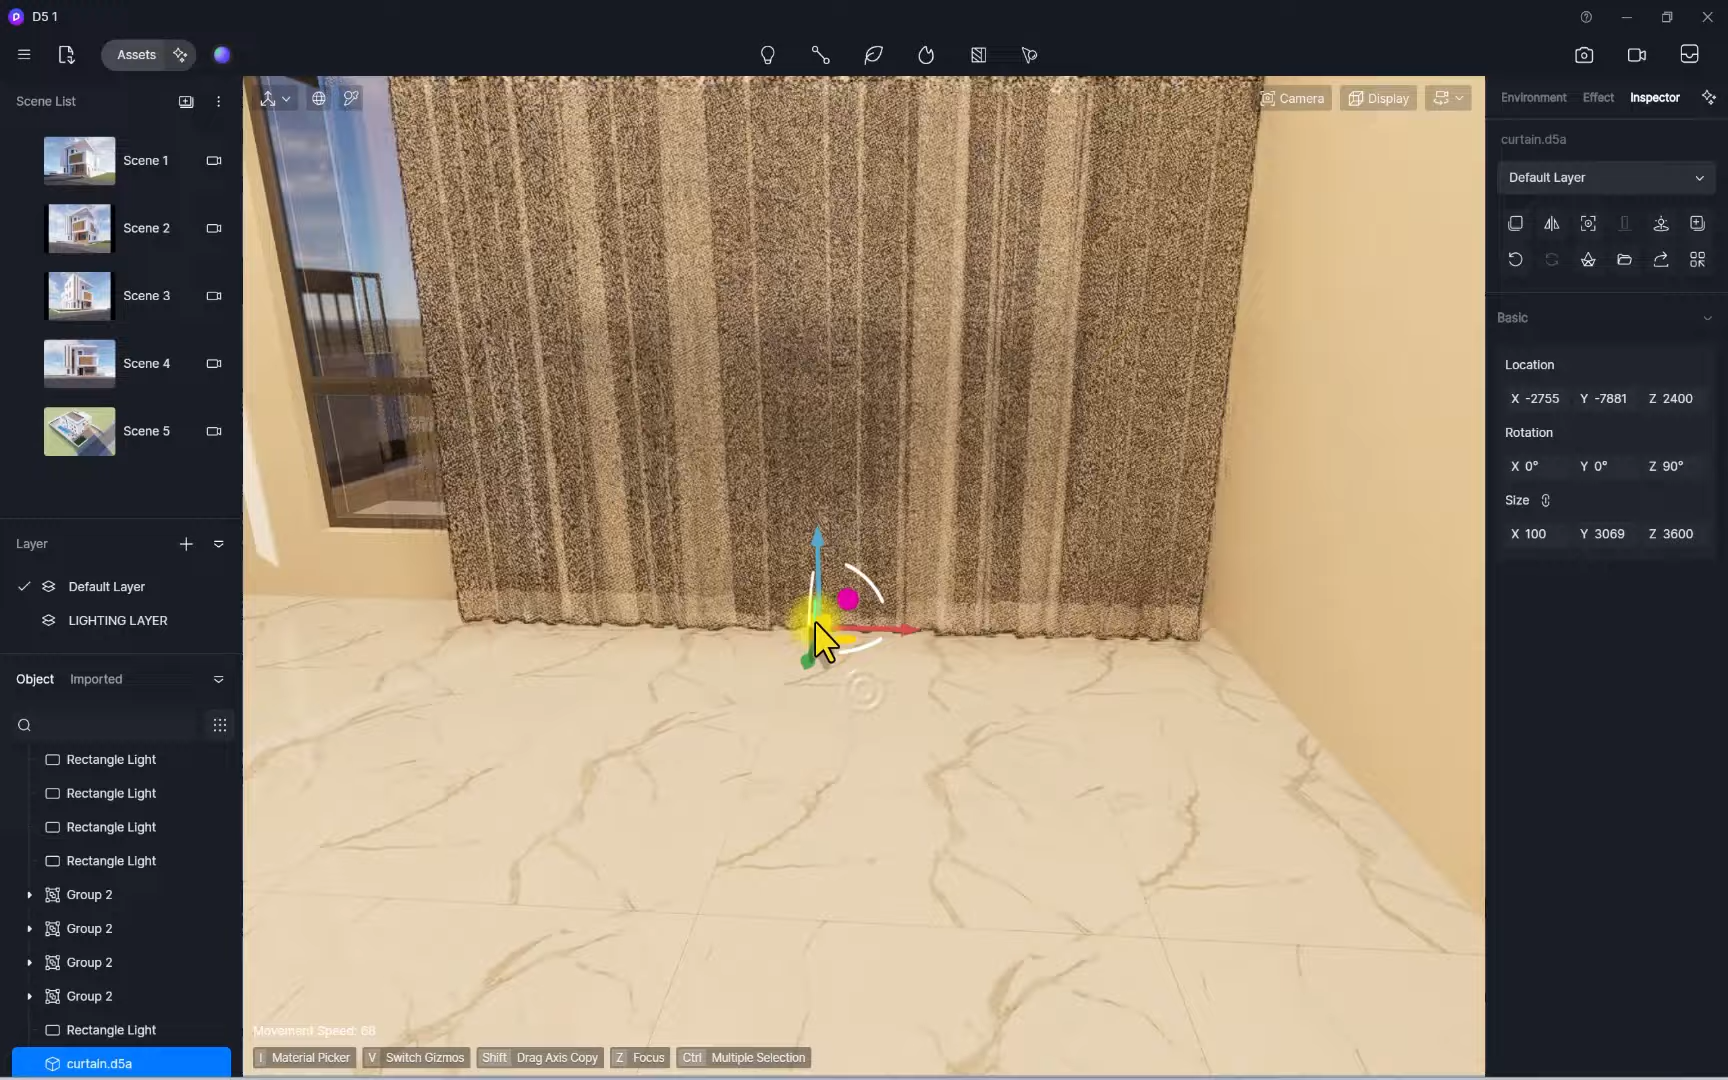 D5 1
Assets
Scene List
Scene 1
Scene 2
Scene 3
Scene 4
Scene 5
Layer
Default Layer
LIGHTING LAYER
Object Imported
Rectangle Light
Rectangle Light
Rectangle Light
Rectangle Light
Group 2
Group 2
Group 2
Group 2
Rectangle Light
curtain.d5a
Camera Display
Movement Speed: 68
I Material Picker V Switch Gizmos Shift Drag Axis Copy Z Focus Ctrl Multiple Selection
Environment Effect Inspector
curtain.d5a
Default Layer
Basic
Location
X -2755 Y -7881 Z 2400
Rotation
X 0° Y 0° Z 90°
Size
X 100 Y 3069 Z 3600